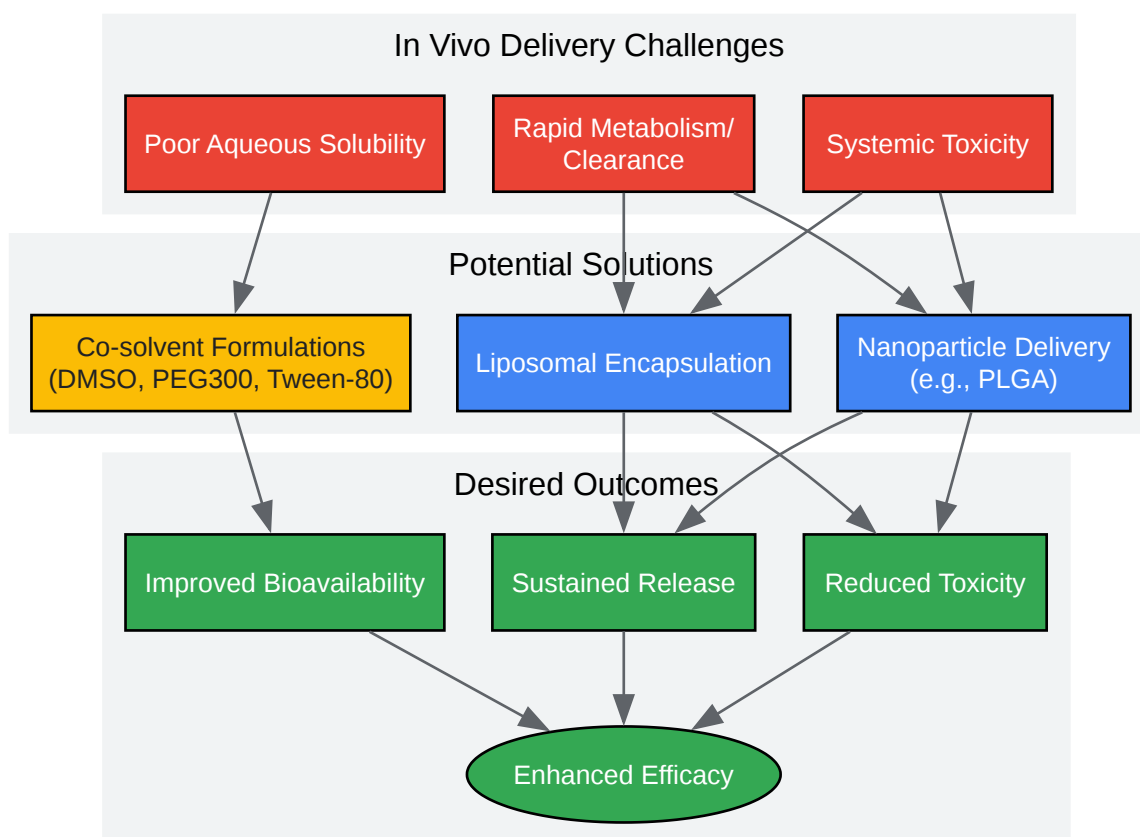 In Vivo Delivery Challenges
Poor Aqueous Solubility
Rapid Metabolism/
Clearance
Systemic Toxicity
Potential Solutions
Co-solvent Formulations
(DMSO, PEG300, Tween-80)
Liposomal Encapsulation
Nanoparticle Delivery
(e.g., PLGA)
Desired Outcomes
Improved Bioavailability
Sustained Release
Reduced Toxicity
Enhanced Efficacy